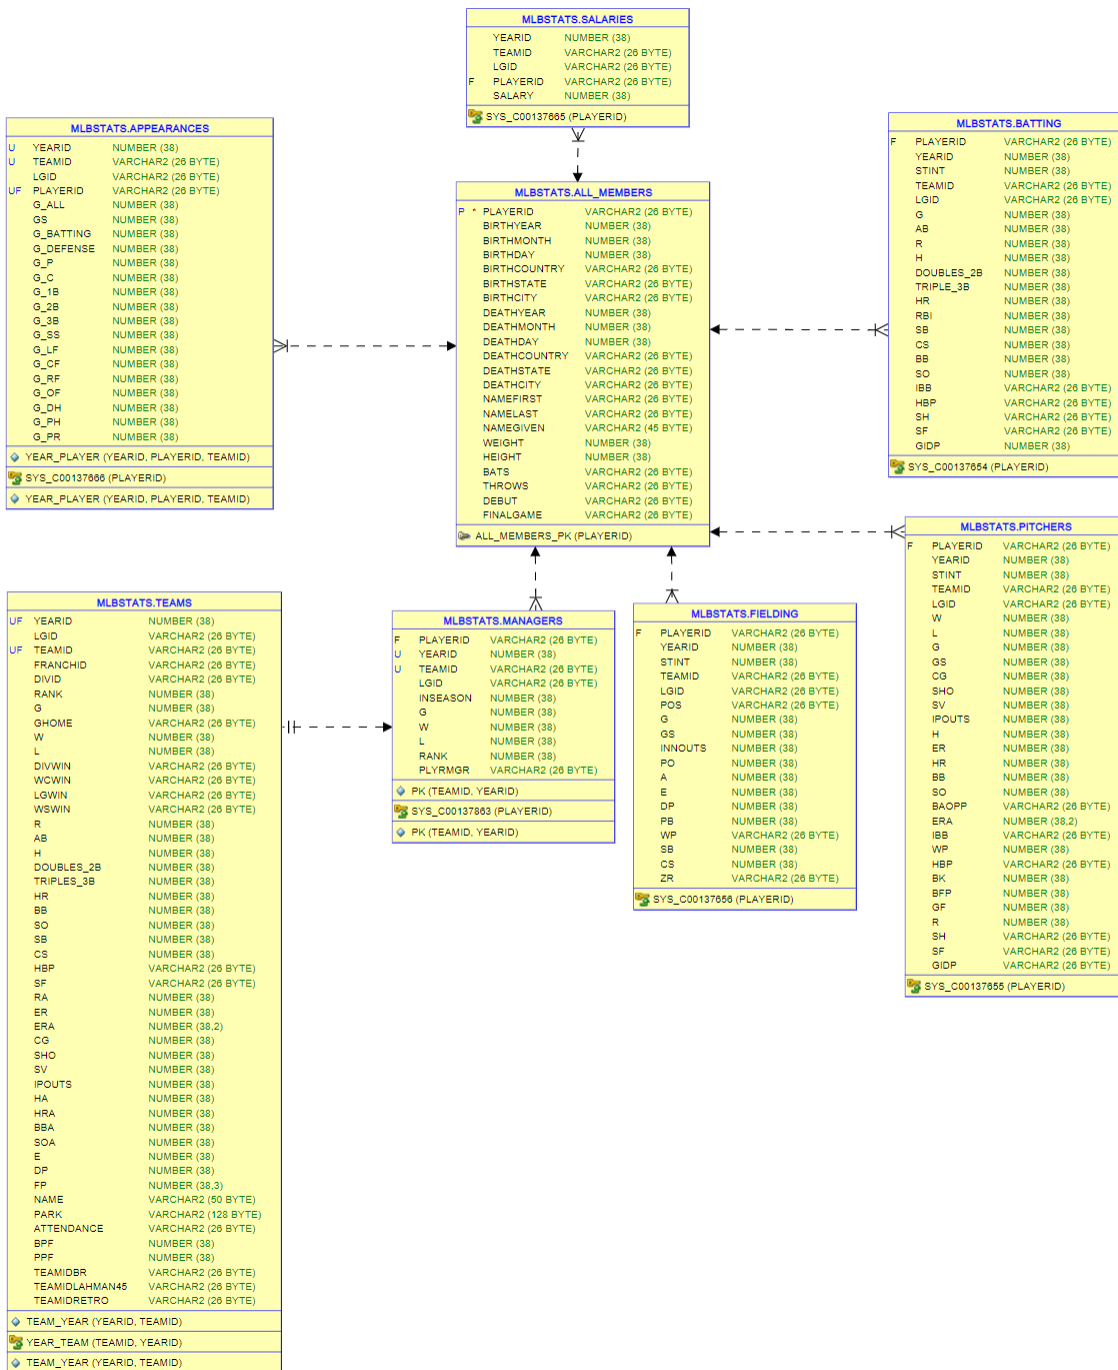 MLBSTATS.SALARIES
YEARID NUMBER (38)
TEAMID VARCHAR2 (26 BYTE)
LGID VARCHAR2 (26 BYTE)
F PLAYERID VARCHAR2 (26 BYTE)
SALARY NUMBER (38)
SYS_C00137665 (PLAYERID)
MLBSTATS.APPEARANCES
U YEARID NUMBER (38)
U TEAMID VARCHAR2 (26 BYTE)
LGID VARCHAR2 (26 BYTE)
UF PLAYERID VARCHAR2 (26 BYTE)
G_ALL NUMBER (38)
GS NUMBER (38)
G_BATTING NUMBER (38)
G_DEFENSE NUMBER (38)
G_P NUMBER (38)
G_C NUMBER (38)
G_1B NUMBER (38)
G_2B NUMBER (38)
G_3B NUMBER (38)
G_SS NUMBER (38)
G_LF NUMBER (38)
G_CF NUMBER (38)
G_RF NUMBER (38)
G_OF NUMBER (38)
G_DH NUMBER (38)
G_PH NUMBER (38)
G_PR NUMBER (38)
YEAR_PLAYER (YEARID, PLAYERID, TEAMID)
SYS_C00137666 (PLAYERID)
YEAR_PLAYER (YEARID, PLAYERID, TEAMID)
MLBSTATS.ALL_MEMBERS
P * PLAYERID VARCHAR2 (26 BYTE)
BIRTHYEAR NUMBER (38)
BIRTHMONTH NUMBER (38)
BIRTHDAY NUMBER (38)
BIRTHCOUNTRY VARCHAR2 (26 BYTE)
BIRTHSTATE VARCHAR2 (26 BYTE)
BIRTHCITY VARCHAR2 (26 BYTE)
DEATHYEAR NUMBER (38)
DEATHMONTH NUMBER (38)
DEATHDAY NUMBER (38)
DEATHCOUNTRY VARCHAR2 (26 BYTE)
DEATHSTATE VARCHAR2 (26 BYTE)
DEATHCITY VARCHAR2 (26 BYTE)
NAMEFIRST VARCHAR2 (26 BYTE)
NAMELAST VARCHAR2 (26 BYTE)
NAMEGIVEN VARCHAR2 (45 BYTE)
WEIGHT NUMBER (38)
HEIGHT NUMBER (38)
BATS VARCHAR2 (26 BYTE)
THROWS VARCHAR2 (26 BYTE)
DEBUT VARCHAR2 (26 BYTE)
FINALGAME VARCHAR2 (26 BYTE)
ALL_MEMBERS_PK (PLAYERID)
MLBSTATS.BATTING
F PLAYERID VARCHAR2 (26 BYTE)
YEARID NUMBER (38)
STINT NUMBER (38)
TEAMID VARCHAR2 (26 BYTE)
LGID VARCHAR2 (26 BYTE)
G NUMBER (38)
AB NUMBER (38)
R NUMBER (38)
H NUMBER (38)
DOUBLES_2B NUMBER (38)
TRIPLE_3B NUMBER (38)
HR NUMBER (38)
RBI NUMBER (38)
SB NUMBER (38)
CS NUMBER (38)
BB NUMBER (38)
SO NUMBER (38)
IBB VARCHAR2 (26 BYTE)
HBP VARCHAR2 (26 BYTE)
SH VARCHAR2 (26 BYTE)
SF VARCHAR2 (26 BYTE)
GIDP NUMBER (38)
SYS_C00137654 (PLAYERID)
MLBSTATS.PITCHERS
F PLAYERID VARCHAR2 (26 BYTE)
YEARID NUMBER (38)
STINT NUMBER (38)
TEAMID VARCHAR2 (26 BYTE)
LGID VARCHAR2 (26 BYTE)
W NUMBER (38)
L NUMBER (38)
G NUMBER (38)
GS NUMBER (38)
CG NUMBER (38)
SHO NUMBER (38)
SV NUMBER (38)
IPOUTS NUMBER (38)
H NUMBER (38)
ER NUMBER (38)
HR NUMBER (38)
BB NUMBER (38)
SO NUMBER (38)
BAOPP VARCHAR2 (26 BYTE)
ERA NUMBER (38,2)
IBB VARCHAR2 (26 BYTE)
WP NUMBER (38)
HBP VARCHAR2 (26 BYTE)
BK NUMBER (38)
BFP NUMBER (38)
GF NUMBER (38)
R NUMBER (38)
SH VARCHAR2 (26 BYTE)
SF VARCHAR2 (26 BYTE)
GIDP VARCHAR2 (26 BYTE)
SYS_C00137655 (PLAYERID)
MLBSTATS.TEAMS
UF YEARID NUMBER (38)
LGID VARCHAR2 (26 BYTE)
UF TEAMID VARCHAR2 (26 BYTE)
FRANCHID VARCHAR2 (26 BYTE)
DIVID VARCHAR2 (26 BYTE)
RANK NUMBER (38)
G NUMBER (38)
GHOME VARCHAR2 (26 BYTE)
W NUMBER (38)
L NUMBER (38)
DIVWIN VARCHAR2 (26 BYTE)
WCWIN VARCHAR2 (26 BYTE)
LGWIN VARCHAR2 (26 BYTE)
WSWIN VARCHAR2 (26 BYTE)
R NUMBER (38)
AB NUMBER (38)
H NUMBER (38)
DOUBLES_2B NUMBER (38)
TRIPLES_3B NUMBER (38)
HR NUMBER (38)
BB NUMBER (38)
SO NUMBER (38)
SB NUMBER (38)
CS NUMBER (38)
HBP VARCHAR2 (26 BYTE)
SF VARCHAR2 (26 BYTE)
RA NUMBER (38)
ER NUMBER (38)
ERA NUMBER (38,2)
CG NUMBER (38)
SHO NUMBER (38)
SV NUMBER (38)
IPOUTS NUMBER (38)
HA NUMBER (38)
HRA NUMBER (38)
BBA NUMBER (38)
SOA NUMBER (38)
E NUMBER (38)
DP NUMBER (38)
FP NUMBER (38,3)
NAME VARCHAR2 (50 BYTE)
PARK VARCHAR2 (128 BYTE)
ATTENDANCE VARCHAR2 (26 BYTE)
BPF NUMBER (38)
PPF NUMBER (38)
TEAMIDBR VARCHAR2 (26 BYTE)
TEAMIDLAHMAN45 VARCHAR2 (26 BYTE)
TEAMIDRETRO VARCHAR2 (26 BYTE)
TEAM_YEAR (YEARID, TEAMID)
YEAR_TEAM (TEAMID, YEARID)
TEAM_YEAR (YEARID, TEAMID)
MLBSTATS.MANAGERS
F PLAYERID VARCHAR2 (26 BYTE)
U YEARID NUMBER (38)
U TEAMID VARCHAR2 (26 BYTE)
LGID VARCHAR2 (26 BYTE)
INSEASON NUMBER (38)
G NUMBER (38)
W NUMBER (38)
L NUMBER (38)
RANK NUMBER (38)
PLYRMGR VARCHAR2 (26 BYTE)
PK (TEAMID, YEARID)
SYS_C00137863 (PLAYERID)
PK (TEAMID, YEARID)
MLBSTATS.FIELDING
F PLAYERID VARCHAR2 (26 BYTE)
YEARID NUMBER (38)
STINT NUMBER (38)
TEAMID VARCHAR2 (26 BYTE)
LGID VARCHAR2 (26 BYTE)
POS VARCHAR2 (26 BYTE)
G NUMBER (38)
GS NUMBER (38)
INNOUTS NUMBER (38)
PO NUMBER (38)
A NUMBER (38)
E NUMBER (38)
DP NUMBER (38)
PB NUMBER (38)
WP VARCHAR2 (26 BYTE)
SB NUMBER (38)
CS NUMBER (38)
ZR VARCHAR2 (26 BYTE)
SYS_C00137656 (PLAYERID)